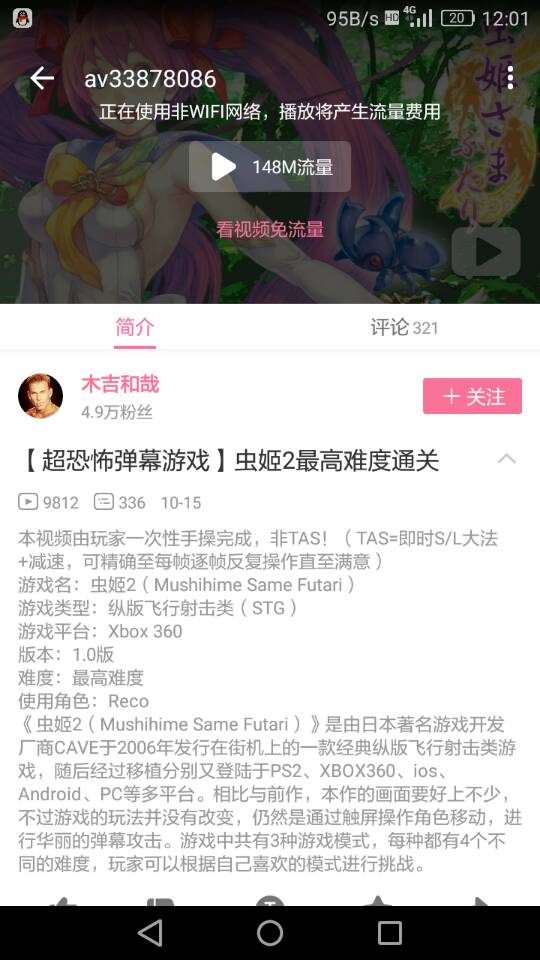 95B/s HD 4G 20 12:01
av33878086
正在使用非WIFI网络，播放将产生流量费用
148M流量
看视频免流量
虫姫さま
ふたり
简介
评论 321
木吉和哉
4.9万粉丝
＋ 关注
【超恐怖弹幕游戏】虫姬2最高难度通关
9812 336 10-15
本视频由玩家一次性手操完成，非TAS！（ TAS=即时S/L大法
+减速，可精确至每帧逐帧反复操作直至满意 ）
游戏名：虫姬2（ Mushihime Same Futari ）
游戏类型：纵版飞行射击类（ STG ）
游戏平台：Xbox 360
版本：1.0版
难度：最高难度
使用角色：Reco
《 虫姬2（ Mushihime Same Futari ）》是由日本著名游戏开发
厂商CAVE于2006年发行在街机上的一款经典纵版飞行射击类游
戏，随后经过移植分别又登陆于PS2、XBOX360、ios、
Android、PC等多平台。相比与前作，本作的画面要好上不少，
不过游戏的玩法并没有改变，仍然是通过触屏操作角色移动，进
行华丽的弹幕攻击。游戏中共有3种游戏模式，每种都有4个不
同的难度，玩家可以根据自己喜欢的模式进行挑战。